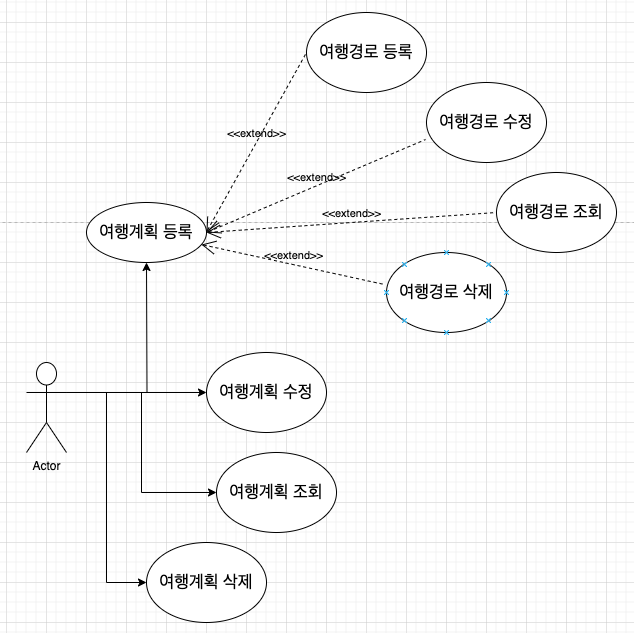 여행경로 등록
<<extend>>
여행경로 수정
<<extend>>
여행경로 조회
<<extend>>
여행계획 등록
<<extend>>
여행경로 삭제
여행계획 수정
Actor
여행계획 조회
여행계획 삭제